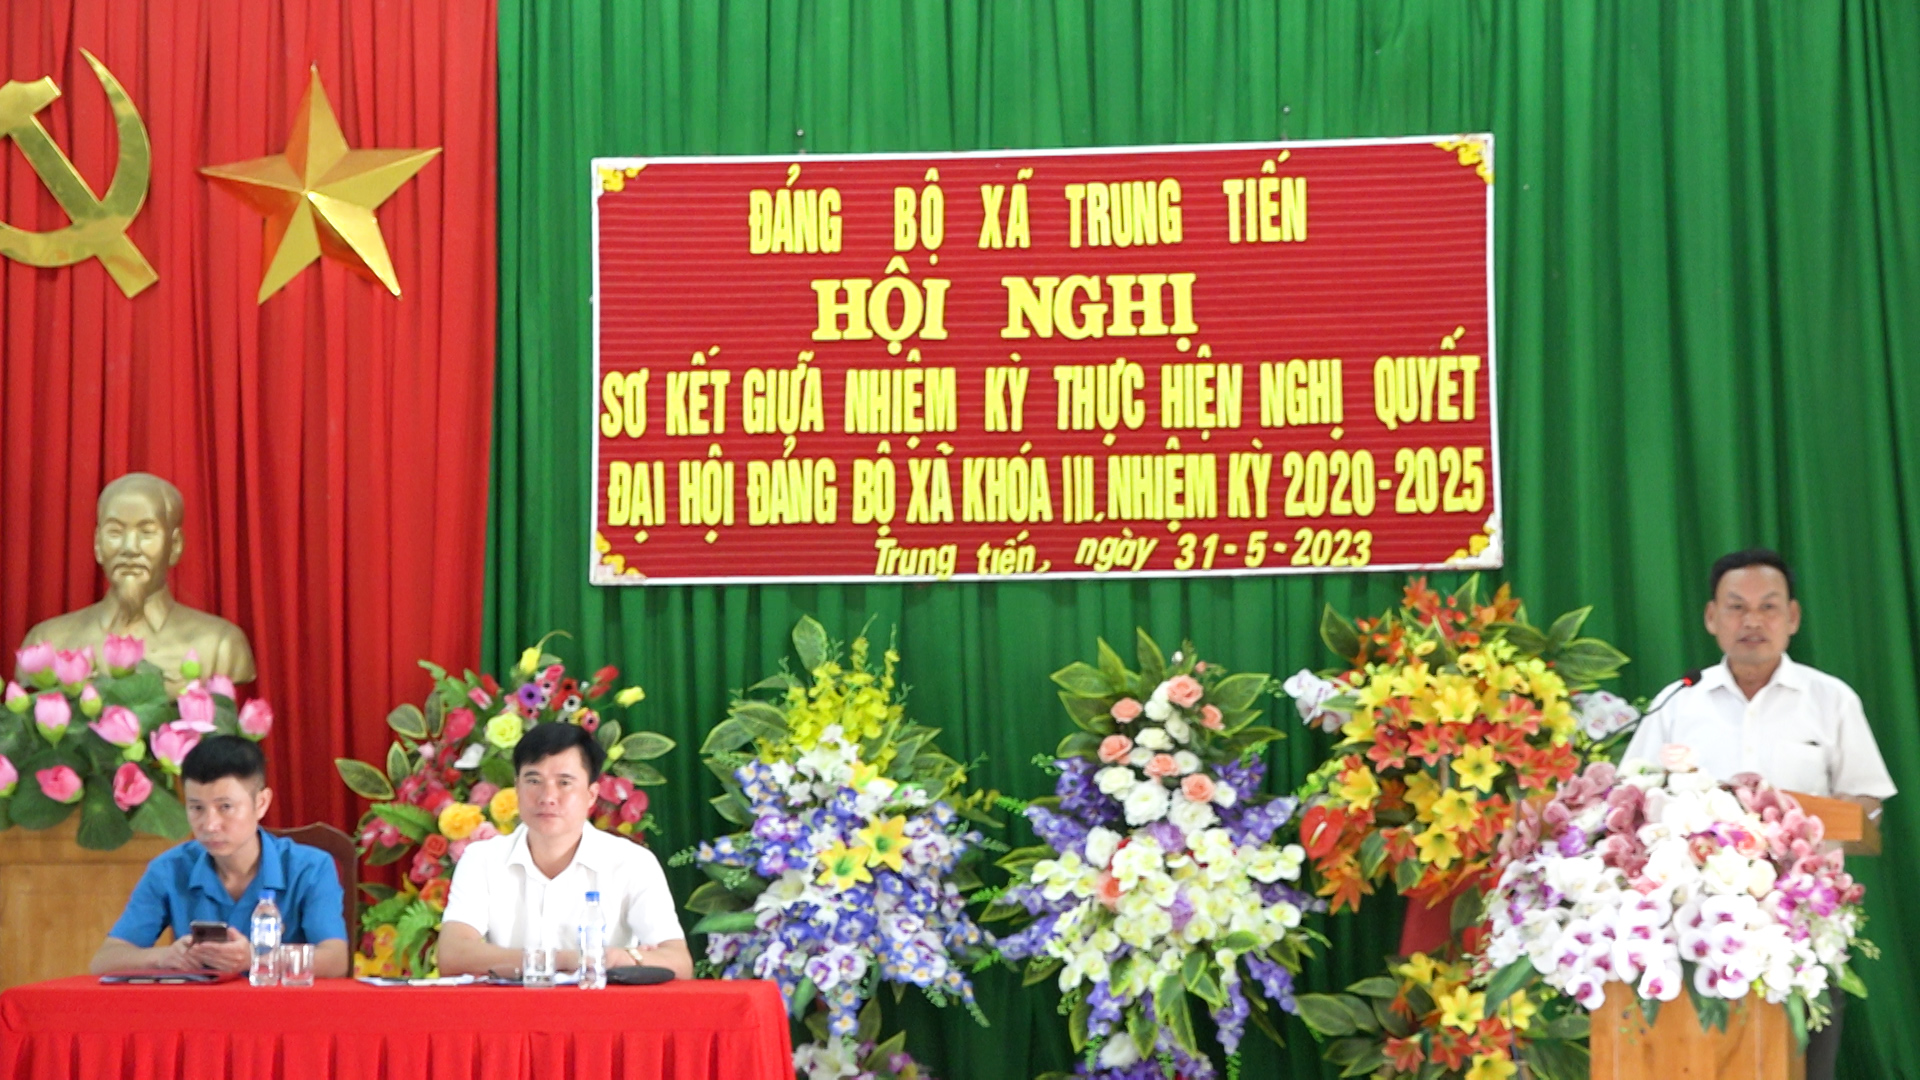 ĐẢNG BỘ XÃ TRUNG TIẾN
HỘI NGHỊ
SƠ KẾT GIỮA NHIỆM KỲ THỰC HIỆN NGHỊ QUYẾT
ĐẠI HỘI ĐẢNG BỘ XÃ KHÓA III, NHIỆM KỲ 2020-2025
Trung tiến, ngày 31-5-2023